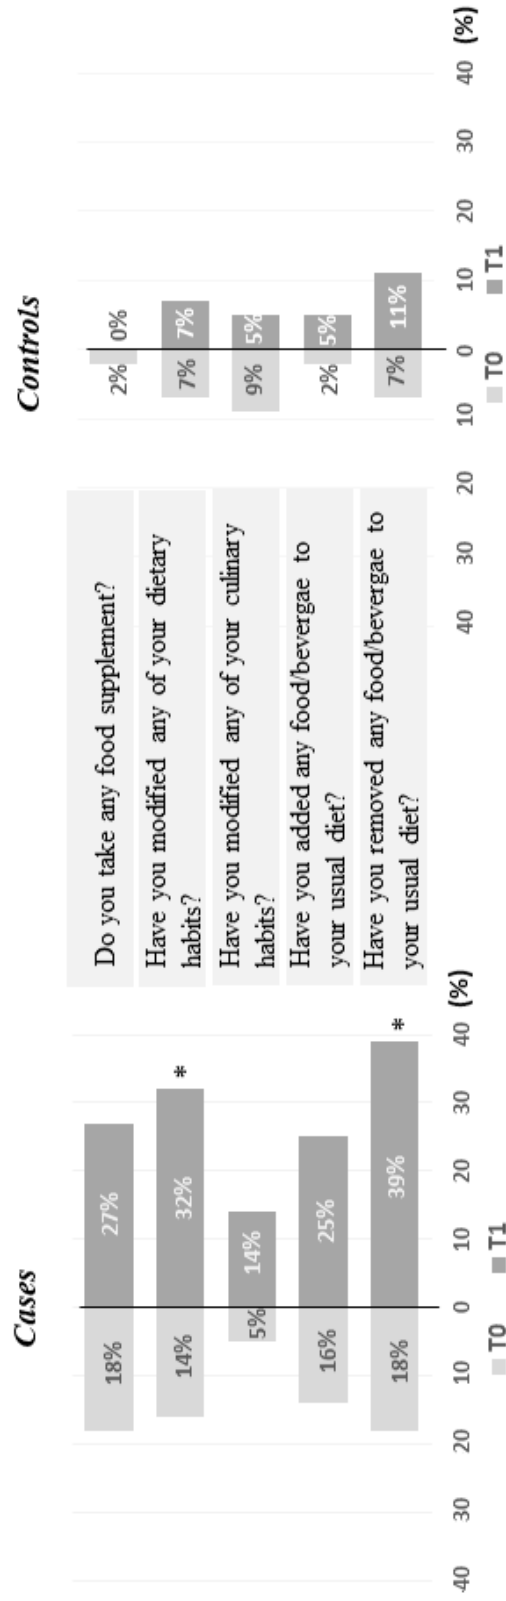 Cases
Controls
18%
27%
Do you take any food supplement?
2%
0%
14%
32%
*
Have you modified any of your dietary
habits?
7%
7%
5%
14%
Have you modified any of your culinary
habits?
9%
5%
16%
25%
Have you added any food/bevergae to
your usual diet?
2%
5%
18%
39%
*
Have you removed any food/bevergae to
your usual diet?
7%
11%
40 30 20 10 0 10 20 30 40 (%)
40 30 20 10 0 10 20 30 40 (%)
T0 T1
T0 T1